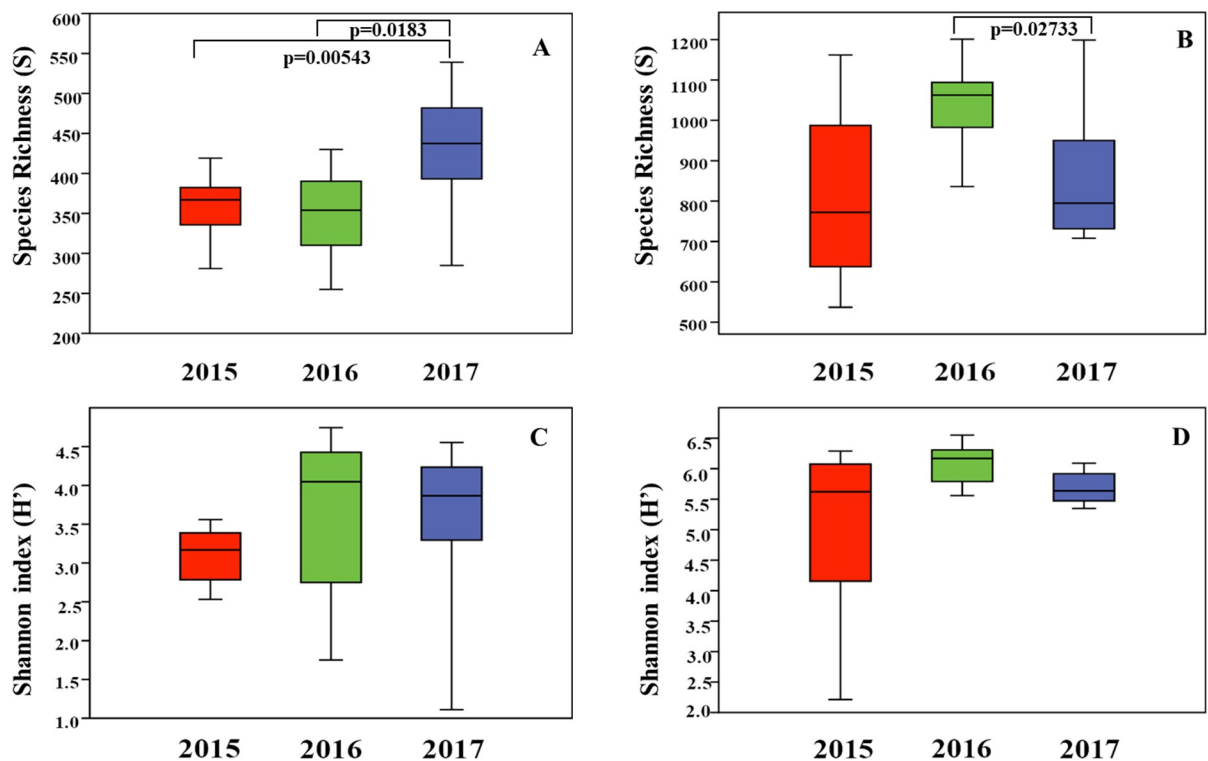 600
550
500
450
400
350
300
250
200
Species Richness (S)
p=0.0183
p=0.00543
A
2015 2016 2017
1200
1100
1000
900
800
700
600
500
Species Richness (S)
p=0.02733
B
2015 2016 2017
4.5
4.0
3.5
3.0
2.5
2.0
1.5
1.0
Shannon index (H’)
C
2015 2016 2017
6.5
6.0
5.5
5.0
4.5
4.0
3.5
3.0
2.5
2.0
Shannon index (H’)
D
2015 2016 2017